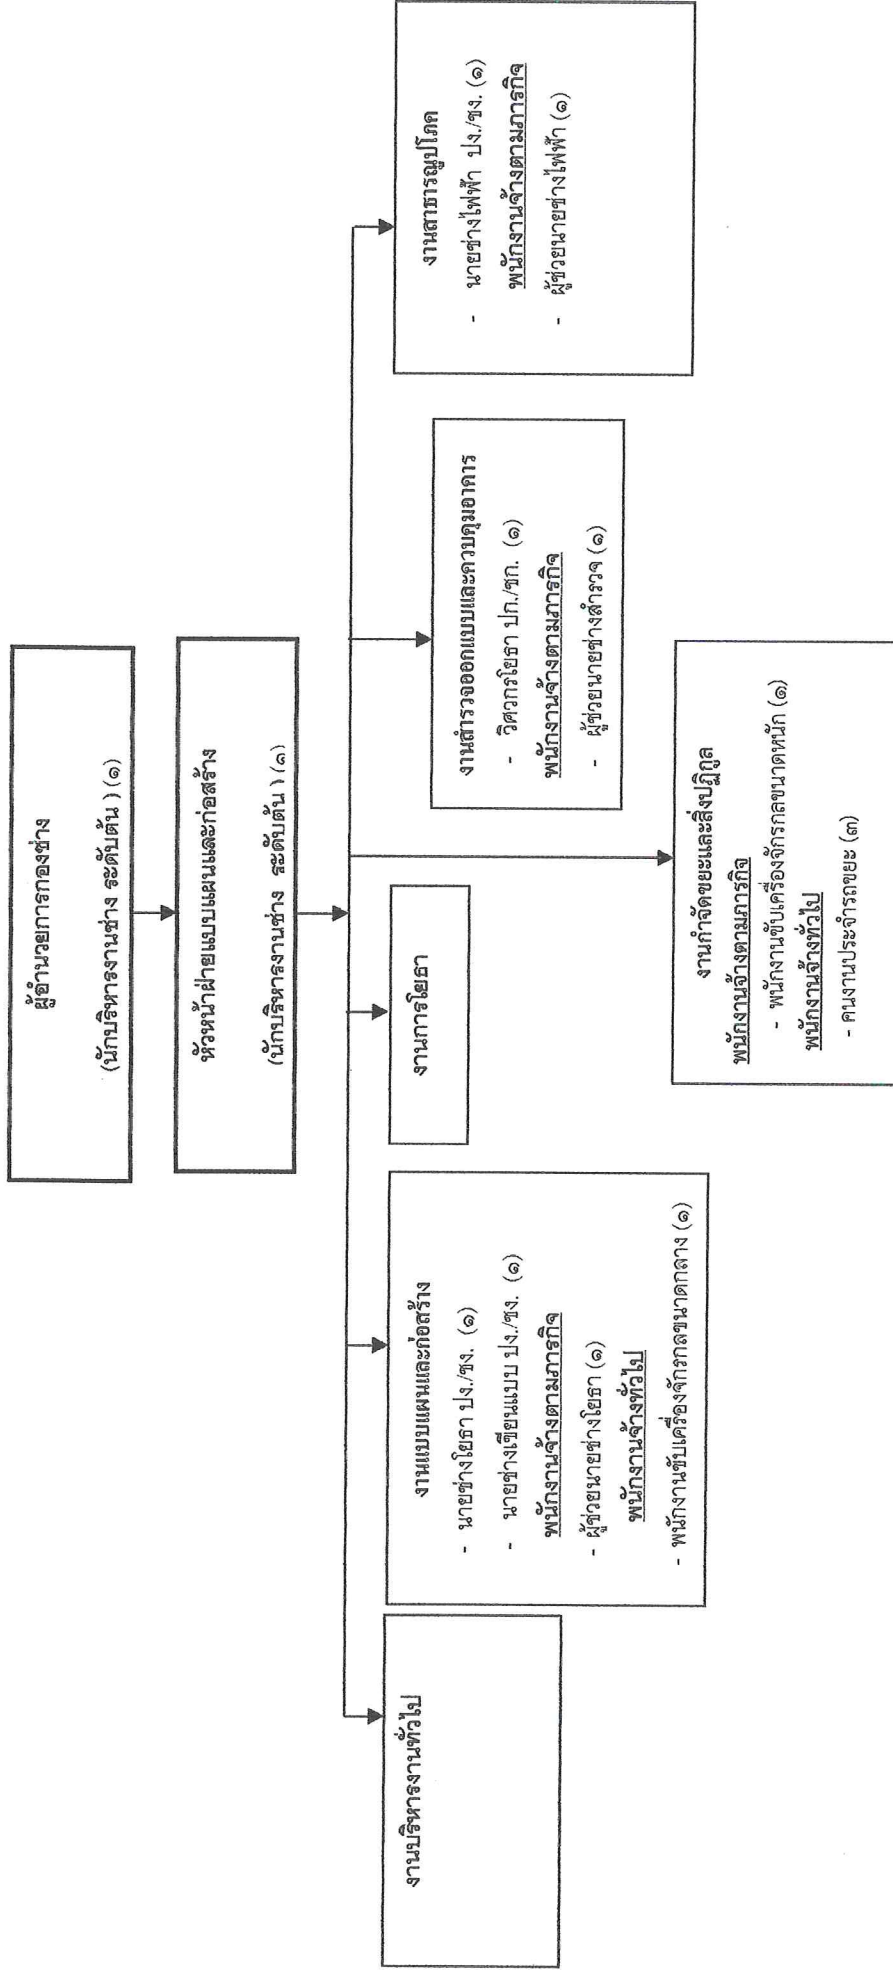 ผู้อำนวยการกองช่าง
(นักบริหารงานช่าง ระดับต้น ) (๑)
หัวหน้าฝ่ายแบบแผนและก่อสร้าง
(นักบริหารงานช่าง ระดับต้น ) (๑)
งานบริหารงานทั่วไป
งานแบบแผนและก่อสร้าง
- นายช่างโยธา ปง./ชง. (๑)
- นายช่างเขียนแบบ ปง./ชง. (๑)
พนักงานจ้างตามภารกิจ
- ผู้ช่วยนายช่างโยธา (๑)
พนักงานจ้างทั่วไป
- พนักงานขับเครื่องจักรกลขนาดกลาง (๑)
งานการโยธา
งานสำรวจออกแบบและควบคุมอาคาร
- วิศวกรโยธา ปก./ชก. (๑)
พนักงานจ้างตามภารกิจ
- ผู้ช่วยนายช่างสำรวจ (๑)
งานสาธารณูปโภค
- นายช่างไฟฟ้า ปง./ชง. (๑)
พนักงานจ้างตามภารกิจ
- ผู้ช่วยนายช่างไฟฟ้า (๑)
งานกำจัดขยะและสิ่งปฏิกูล
พนักงานจ้างตามภารกิจ
- พนักงานขับเครื่องจักรกลขนาดหนัก (๑)
พนักงานจ้างทั่วไป
- คนงานประจำรถขยะ (๓)